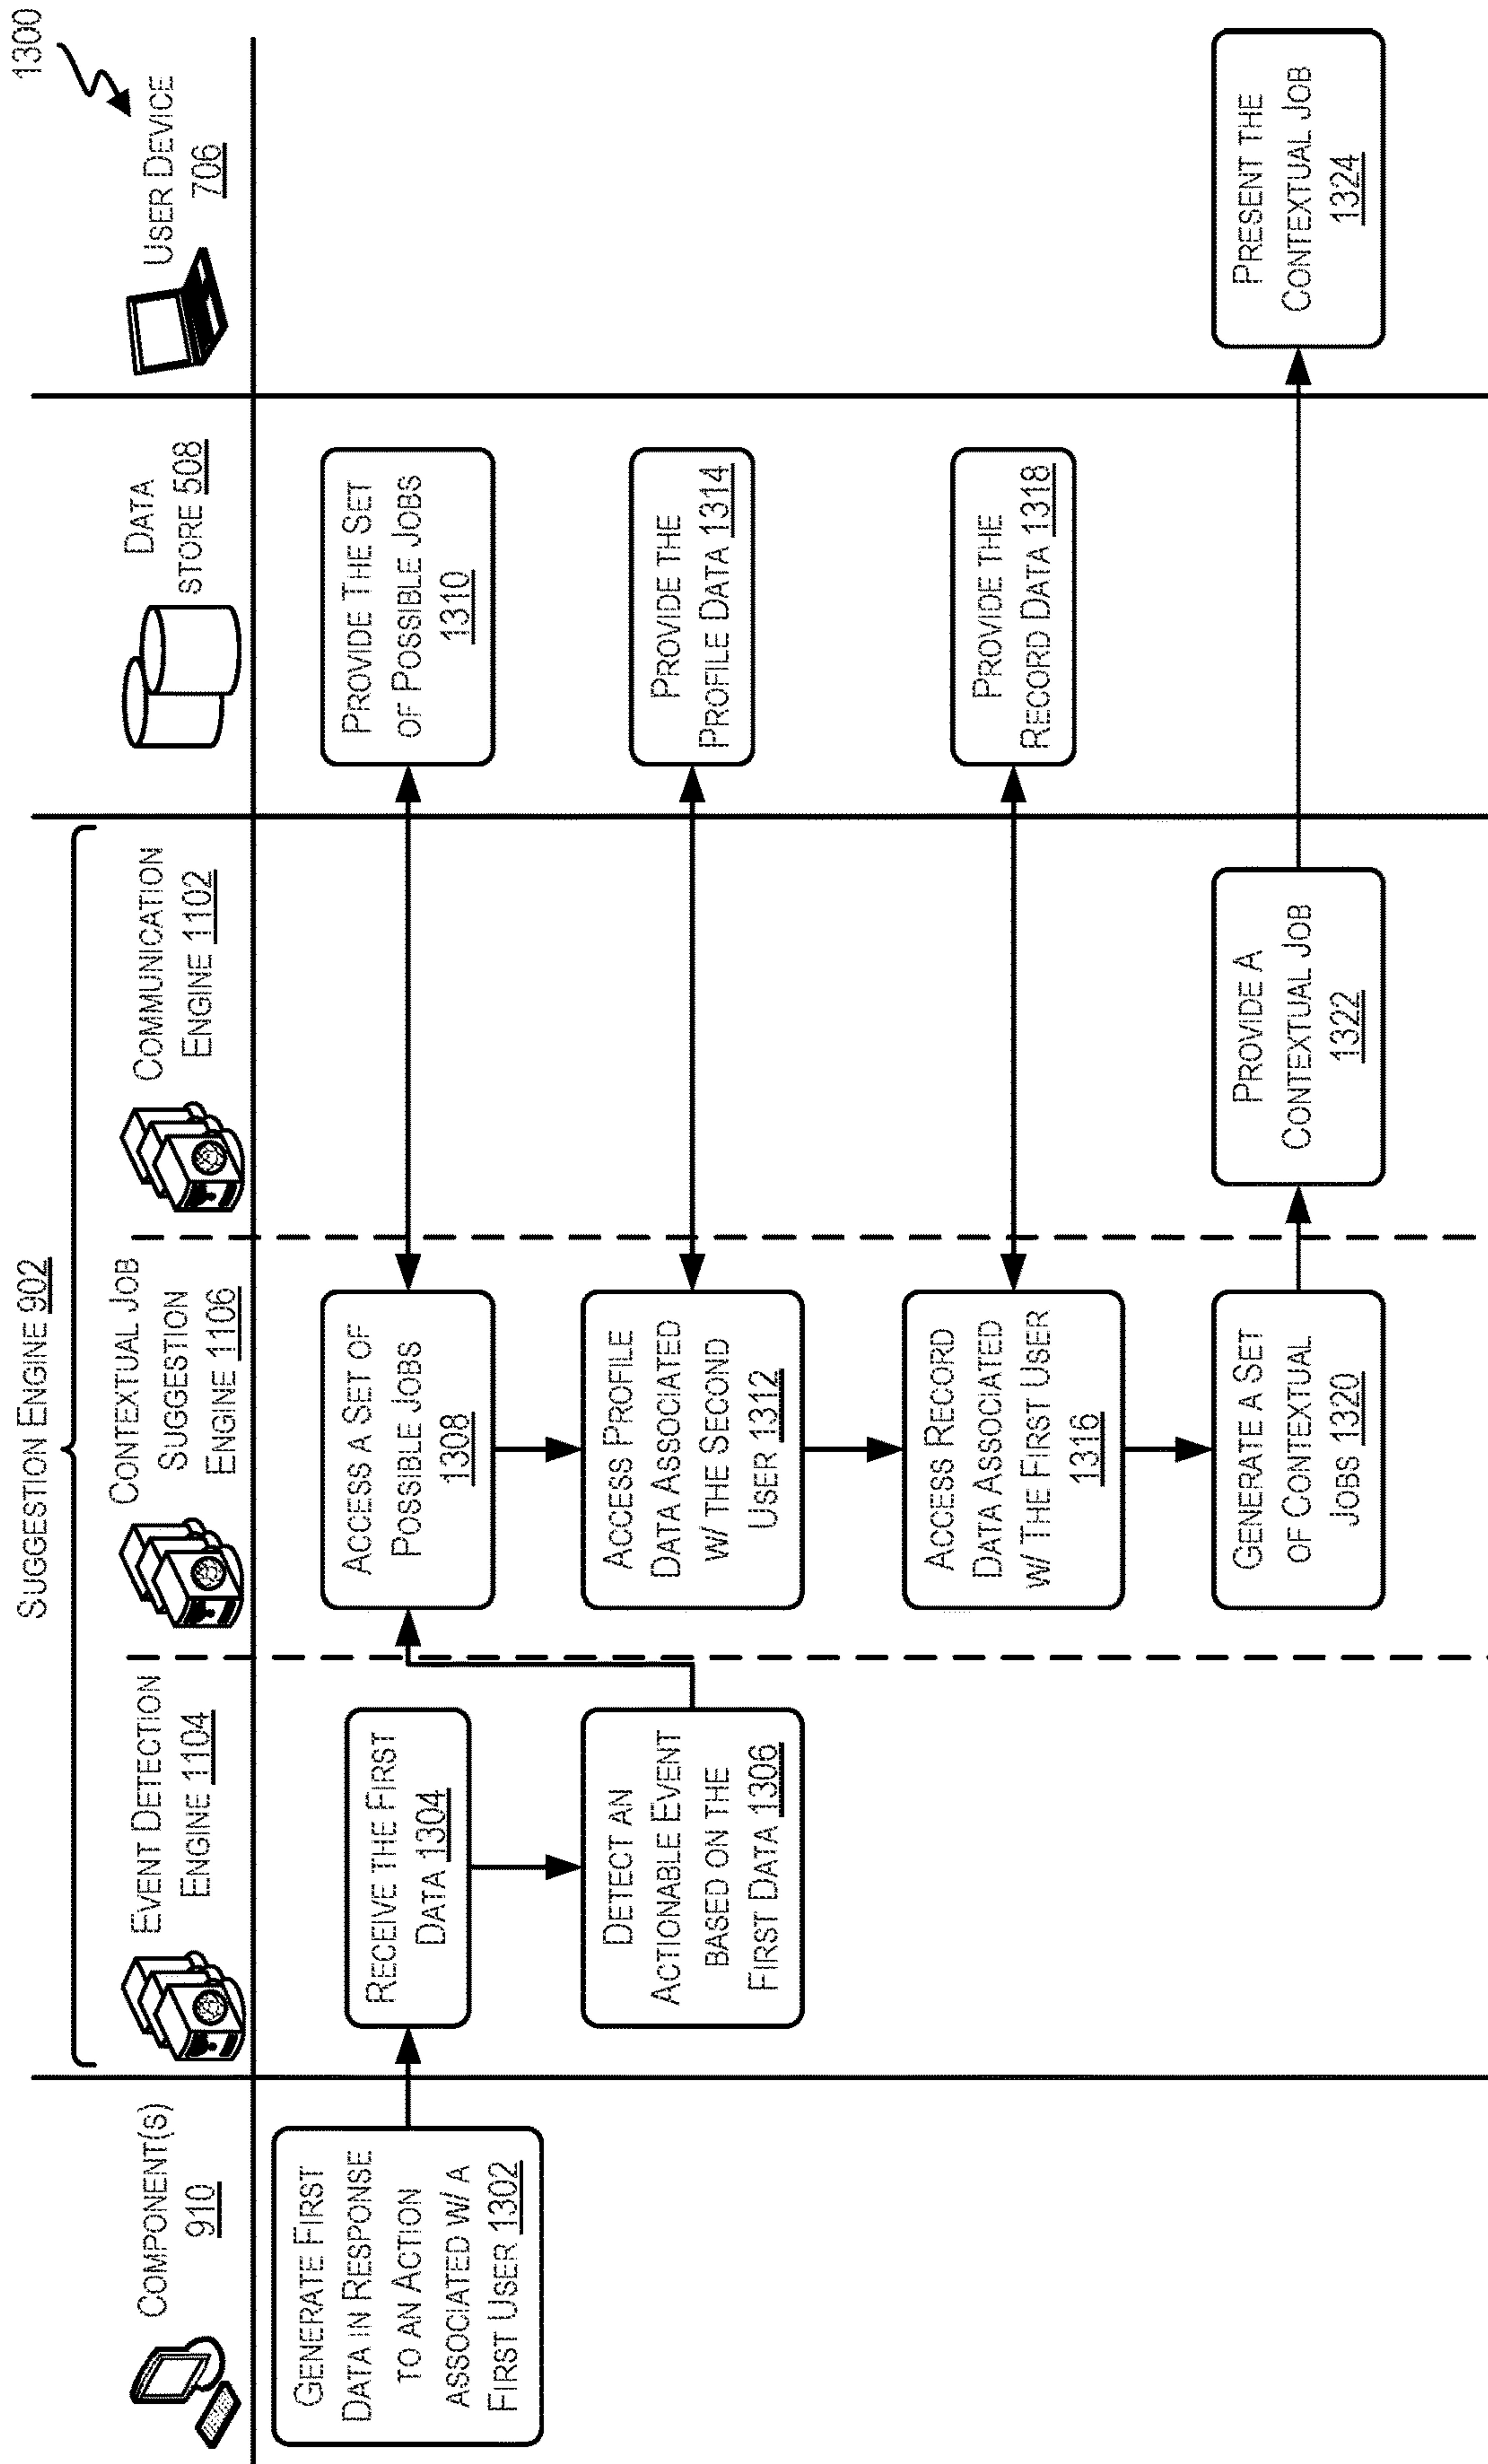 1300
SUGGESTION ENGINE 902
COMPONENT(S)
910
EVENT DETECTION
ENGINE 1104
CONTEXTUAL JOB
SUGGESTION
ENGINE 1106
COMMUNICATION
ENGINE 1102
DATA
STORE 508
USER DEVICE
706
GENERATE FIRST
DATA IN RESPONSE
TO AN ACTION
ASSOCIATED W/ A
FIRST USER 1302
RECEIVE THE FIRST
DATA 1304
DETECT AN
ACTIONABLE EVENT
BASED ON THE
FIRST DATA 1306
ACCESS A SET OF
POSSIBLE JOBS
1308
PROVIDE THE SET
OF POSSIBLE JOBS
1310
ACCESS PROFILE
DATA ASSOCIATED
W/ THE SECOND
USER 1312
PROVIDE THE
PROFILE DATA 1314
ACCESS RECORD
DATA ASSOCIATED
W/ THE FIRST USER
1316
PROVIDE THE
RECORD DATA 1318
GENERATE A SET
OF CONTEXTUAL
JOBS 1320
PROVIDE A
CONTEXTUAL JOB
1322
PRESENT THE
CONTEXTUAL JOB
1324